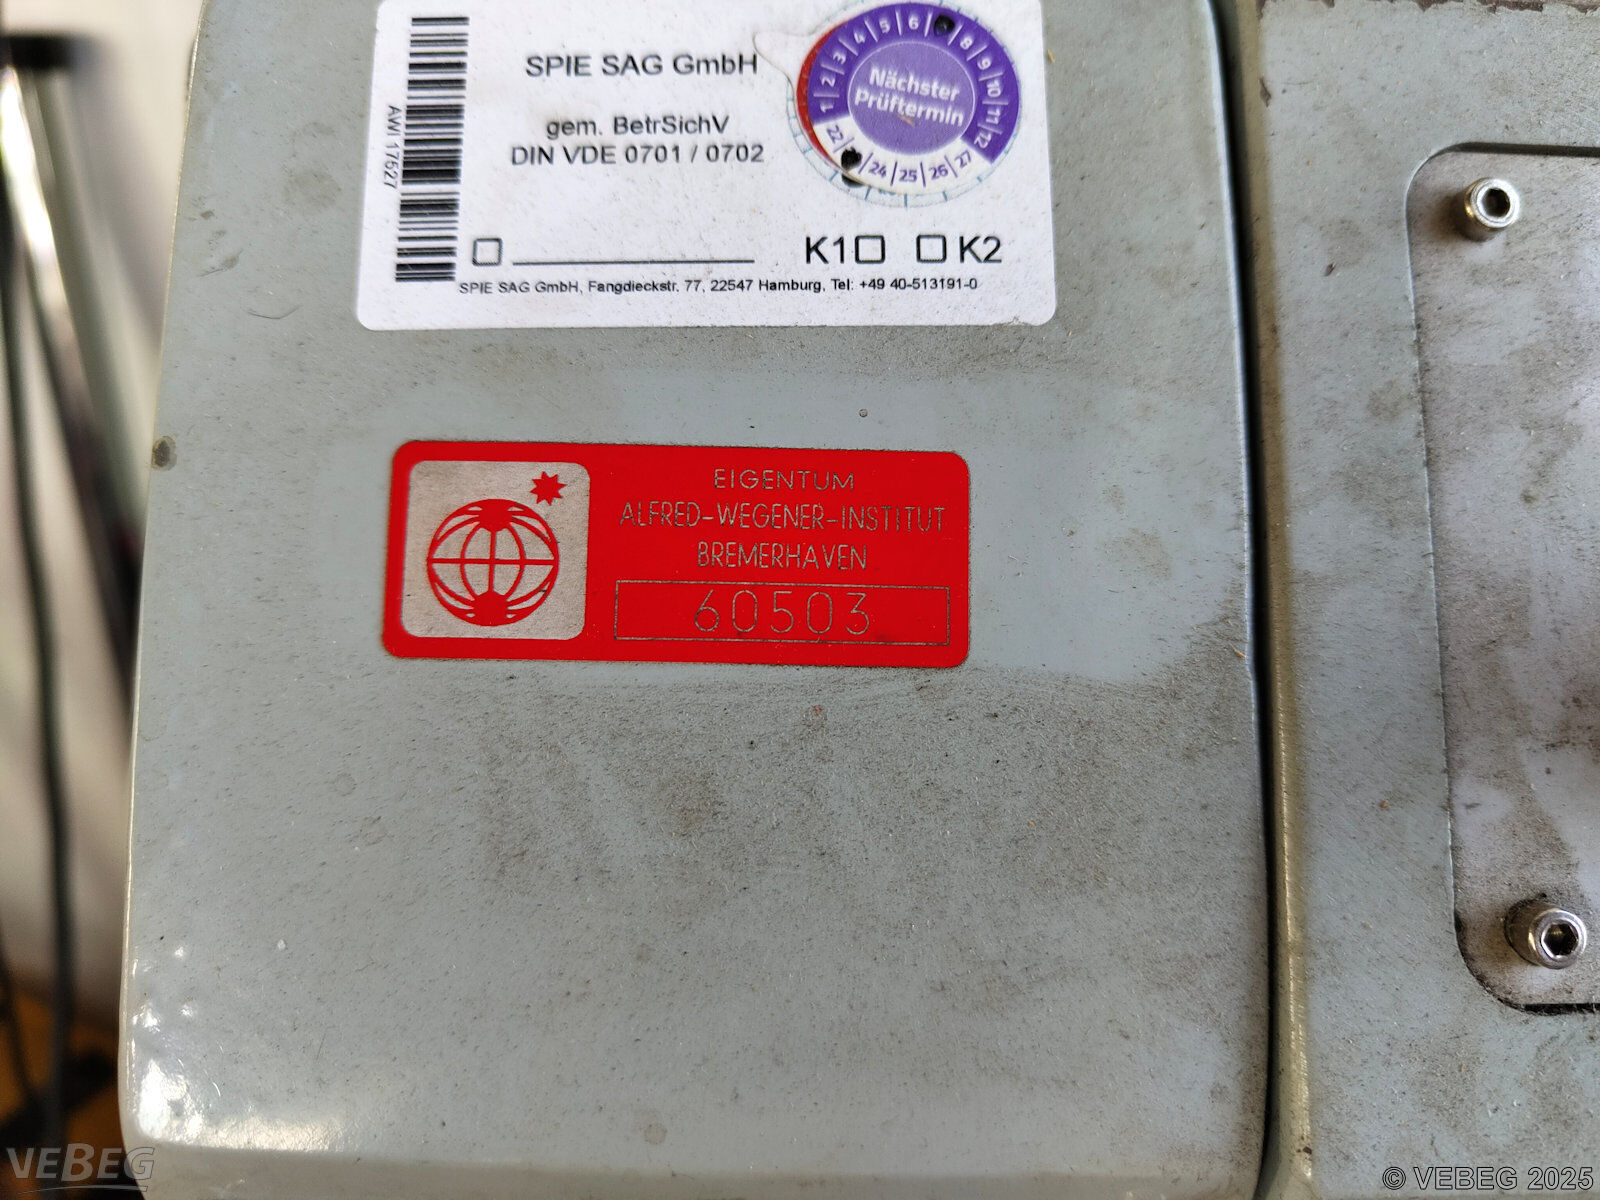 SPIE SAG GmbH
gem. BetrSichV
DIN VDE 0701 / 0702
AWI 17527
1 2 3 4 5 6 8 9 10 11 12
Nächster
Prüftermin
22 24 25 26 27
K1 K2
SPIE SAG GmbH, Fangdieckstr. 77, 22547 Hamburg, Tel: +49 40-513191-0
EIGENTUM
ALFRED-WEGENER-INSTITUT
BREMERHAVEN
60503
VEBEG
© VEBEG 2025